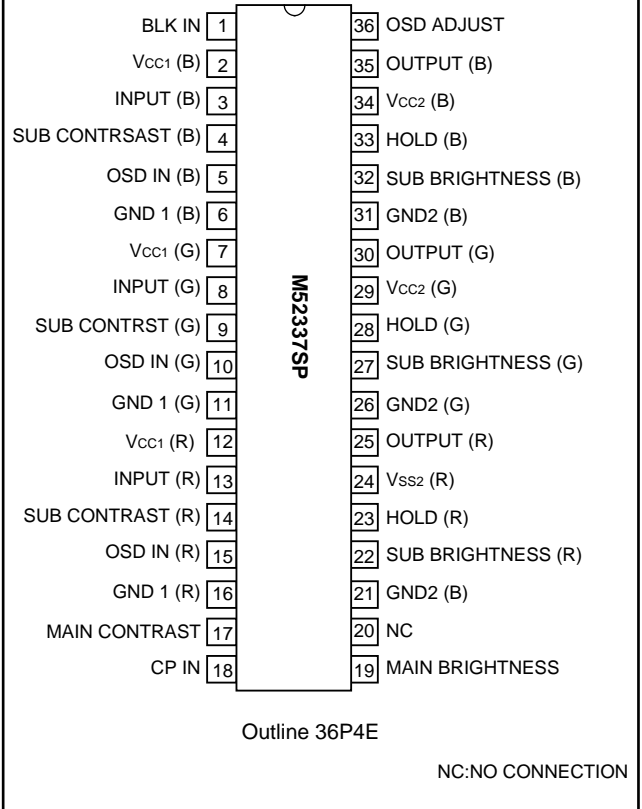 BLK IN 1 36 OSD ADJUST
Vcc1 (B) 2 35 OUTPUT (B)
INPUT (B) 3 34 Vcc2 (B)
SUB CONTRSAST (B) 4 33 HOLD (B)
OSD IN (B) 5 32 SUB BRIGHTNESS (B)
GND 1 (B) 6 31 GND2 (B)
Vcc1 (G) 7 30 OUTPUT (G)
INPUT (G) 8 29 Vcc2 (G)
SUB CONTRST (G) 9 28 HOLD (G)
OSD IN (G) 10 27 SUB BRIGHTNESS (G)
GND 1 (G) 11 26 GND2 (G)
Vcc1 (R) 12 25 OUTPUT (R)
INPUT (R) 13 24 Vss2 (R)
SUB CONTRAST (R) 14 23 HOLD (R)
OSD IN (R) 15 22 SUB BRIGHTNESS (R)
GND 1 (R) 16 21 GND2 (B)
MAIN CONTRAST 17 20 NC
CP IN 18 19 MAIN BRIGHTNESS
M52337SP
Outline 36P4E
NC:NO CONNECTION